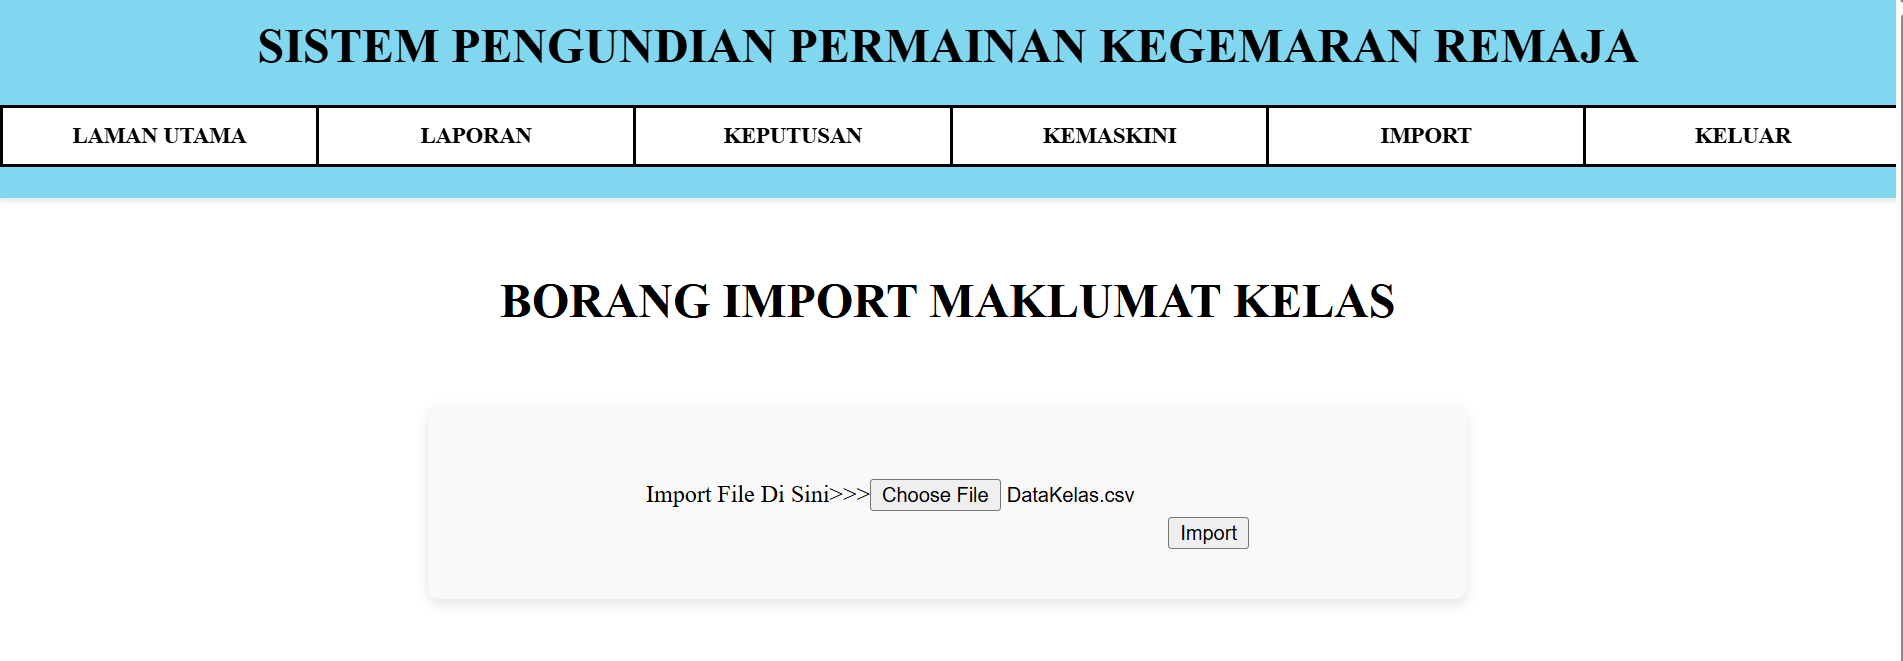 SISTEM PENGUNDIAN PERMAINAN KEGEMARAN REMAJA
LAMAN UTAMA LAPORAN KEPUTUSAN KEMASKINI IMPORT KELUAR
BORANG IMPORT MAKLUMAT KELAS
Import File Di Sini>>> Choose File DataKelas.csv
Import